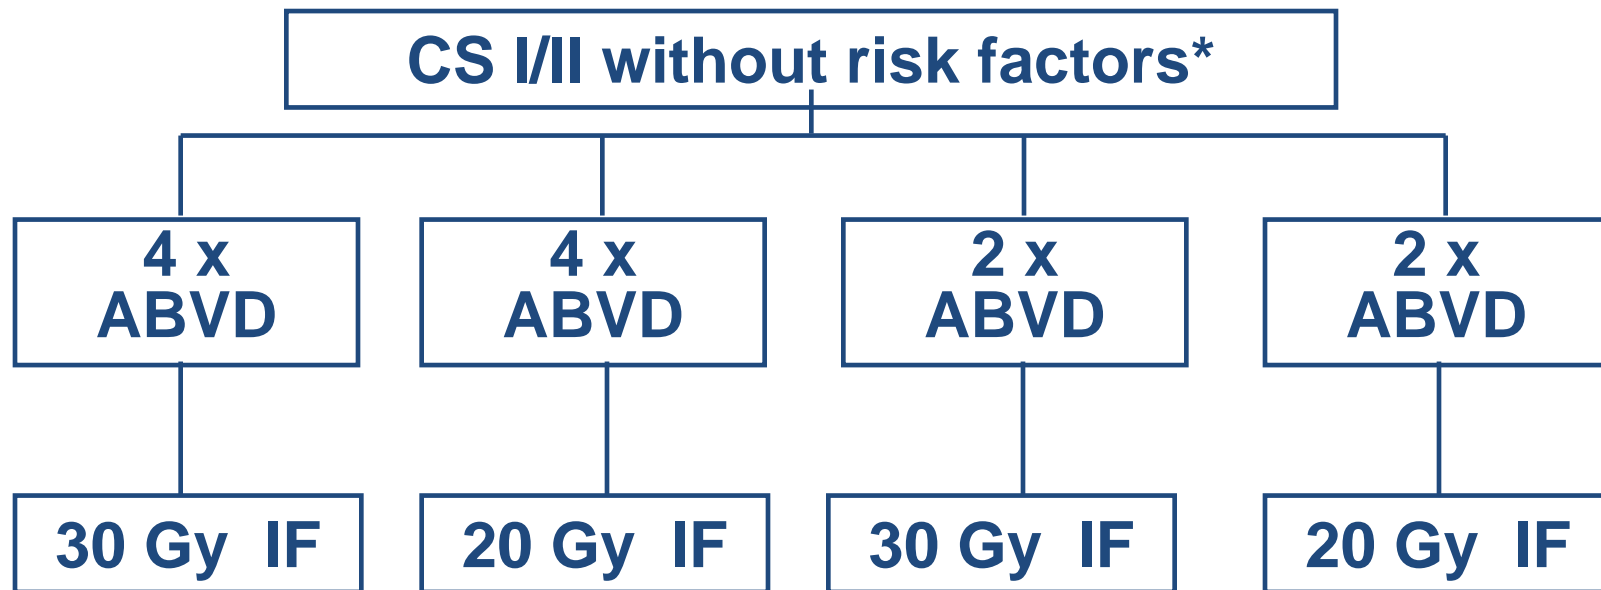 CS I/II without risk factors*
4 x
ABVD
4 x
ABVD
2 x
ABVD
2 x
ABVD
30 Gy IF
20 Gy IF
30 Gy IF
20 Gy IF